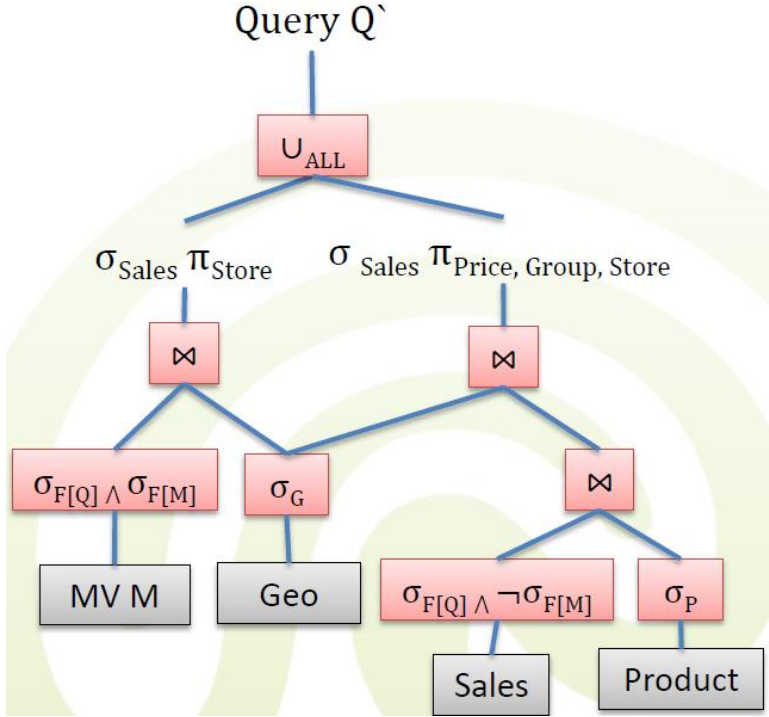 Query Q`
∪ALL
σSales πStore
σ Sales πPrice, Group, Store
⋈
⋈
σF[Q] ∧ σF[M]
σG
⋈
MV M
Geo
σF[Q] ∧ ¬σF[M]
σP
Sales
Product